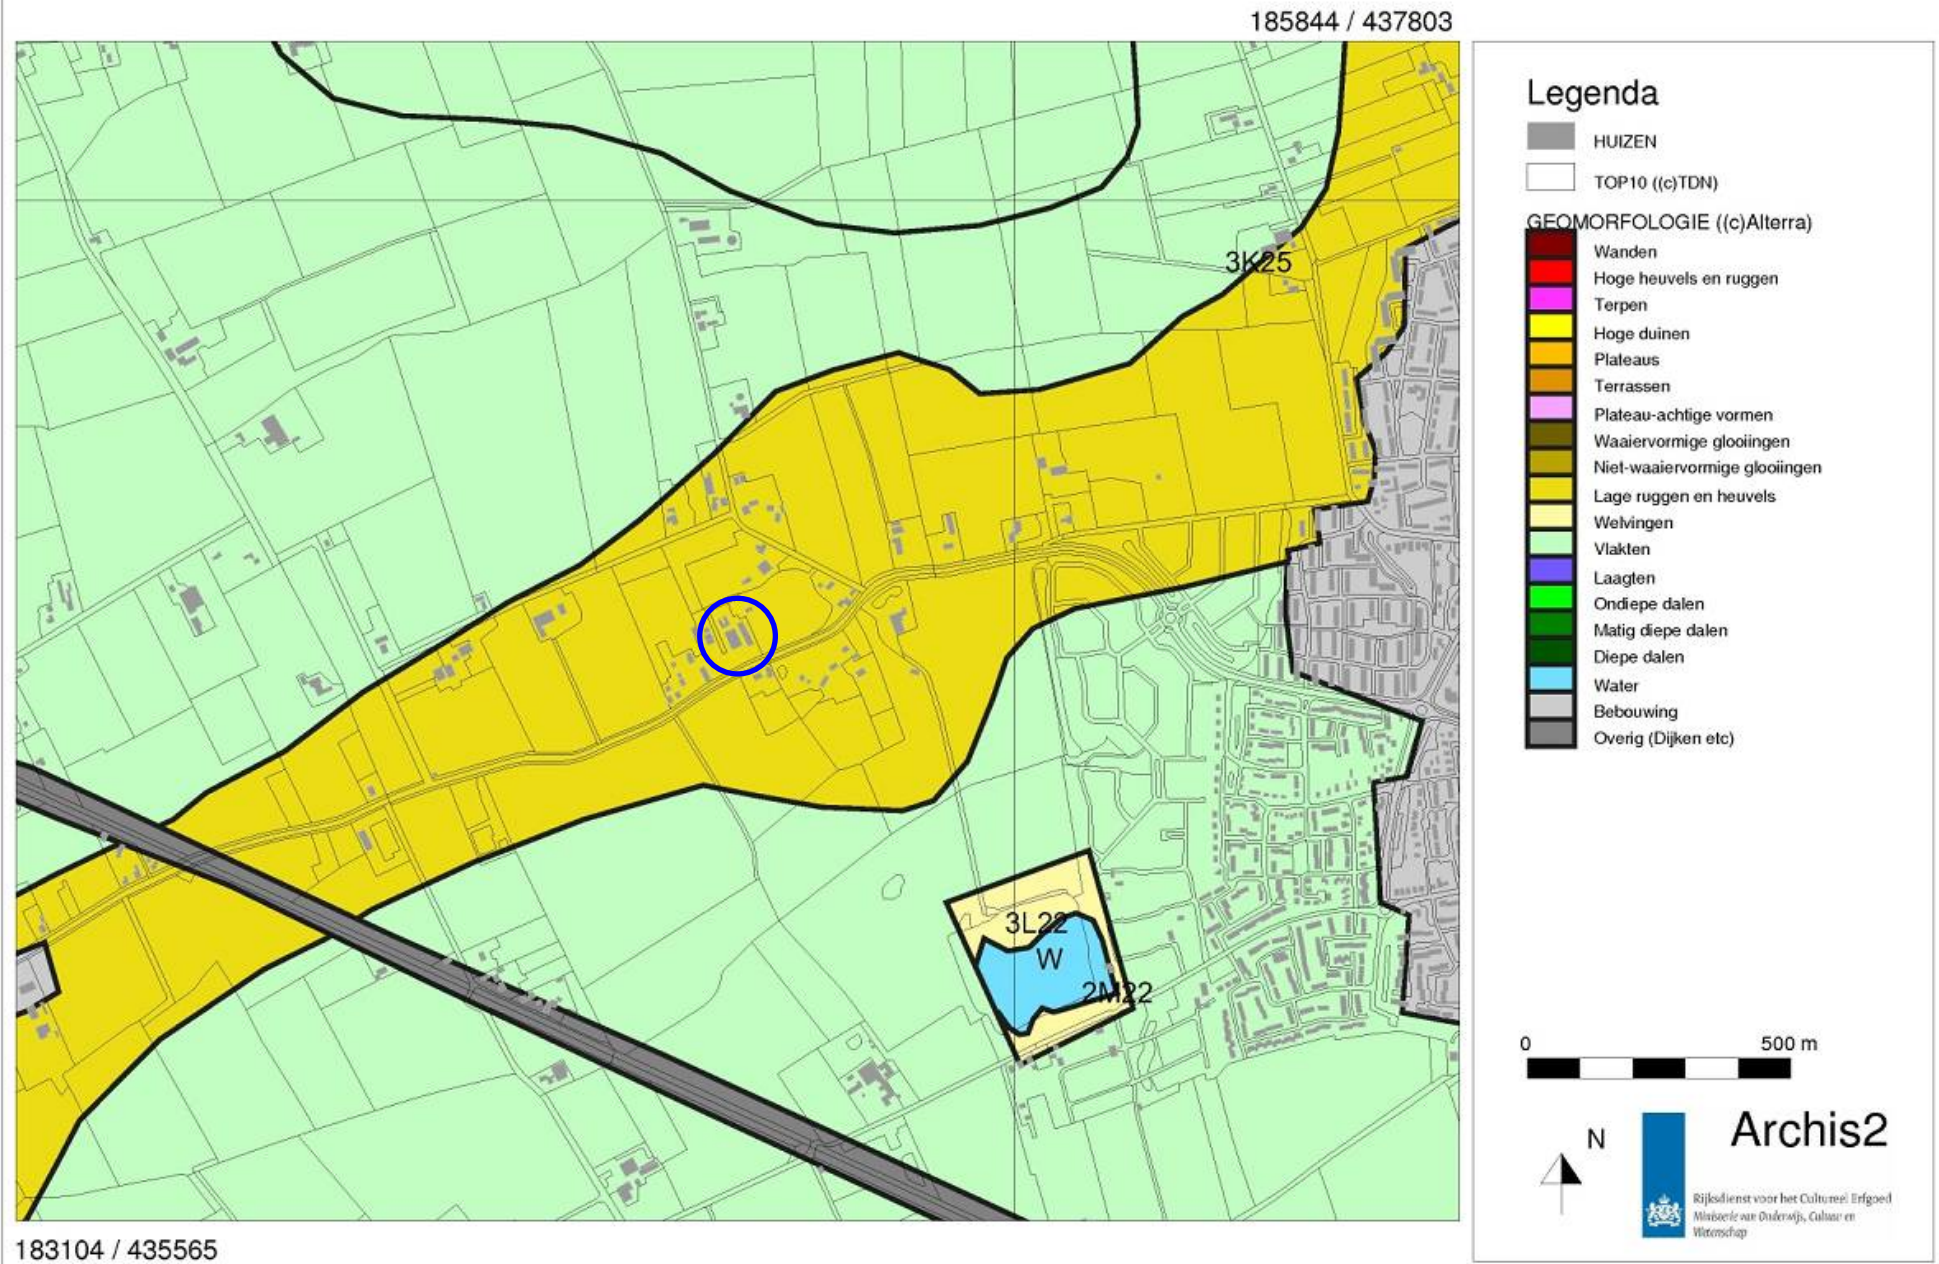 185844 / 437803
3K25
3L22
W
2M22
183104 / 435565
Legenda
HUIZEN
TOP10 ((c)TDN)
GEOMORFOLOGIE ((c)Alterra)
Wanden
Hoge heuvels en ruggen
Terpen
Hoge duinen
Plateaus
Terrassen
Plateau-achtige vormen
Waaiervormige glooiingen
Niet-waaiervormige glooiingen
Lage ruggen en heuvels
Welvingen
Vlakten
Laagten
Ondiepe dalen
Matig diepe dalen
Diepe dalen
Water
Bebouwing
Overig (Dijken etc)
0 500 m
N
Archis2
Rijksdienst voor het Cultureel Erfgoed
Ministerie van Onderwijs, Cultuur en
Wetenschap